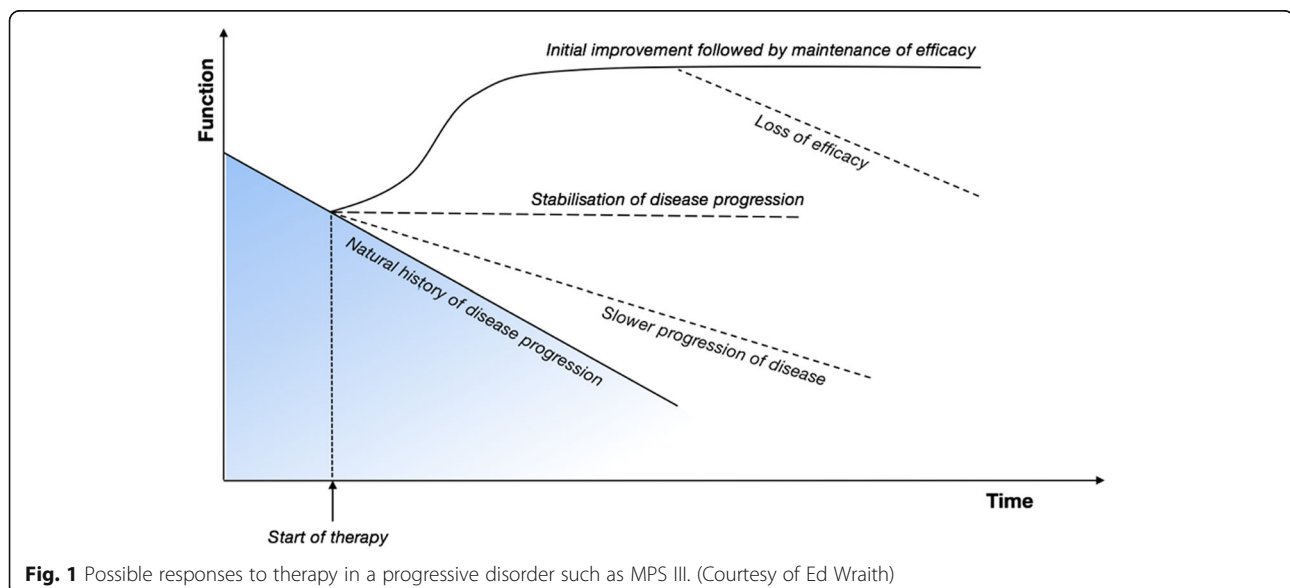 Function
Initial improvement followed by maintenance of efficacy
Loss of efficacy
Stabilisation of disease progression
Natural history of disease progression
Slower progression of disease
Time
Start of therapy
Fig. 1 Possible responses to therapy in a progressive disorder such as MPS III. (Courtesy of Ed Wraith)